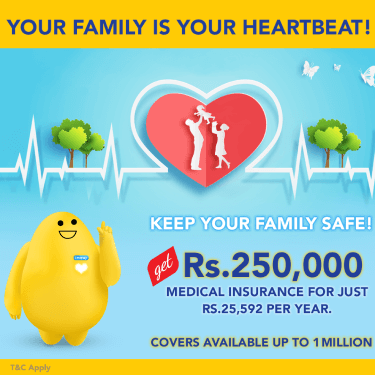 YOUR FAMILY IS YOUR HEARTBEAT!
KEEP YOUR FAMILY SAFE!
get Rs.250,000
MEDICAL INSURANCE FOR JUST
RS.25,592 PER YEAR.
COVERS AVAILABLE UP TO 1 MILLION
T&C Apply